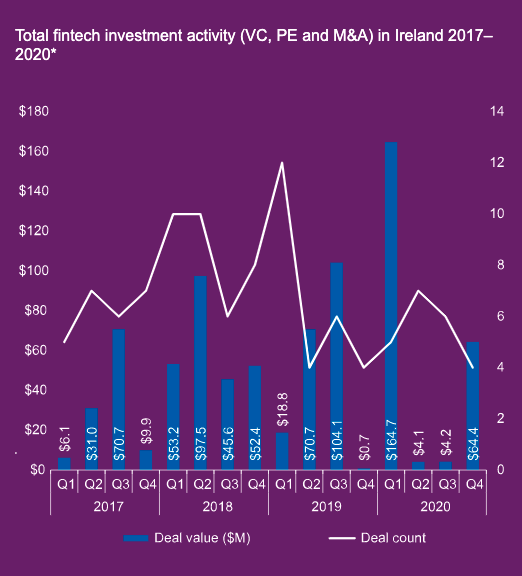 Total fintech investment activity (VC, PE and M&A) in Ireland 2017–
2020*
$180 14
$160 12
$140
$120 10
$100 8
$80 6
$60 4
$40
$20 2
$0 0
$6.1 $31.0 $70.7 $9.9 $53.2 $97.5 $45.6 $52.4 $18.8 $70.7 $104.1 $0.7 $164.7 $4.1 $4.2 $64.4
Q1 Q2 Q3 Q4 Q1 Q2 Q3 Q4 Q1 Q2 Q3 Q4 Q1 Q2 Q3 Q4
2017 2018 2019 2020
Deal value ($M) Deal count